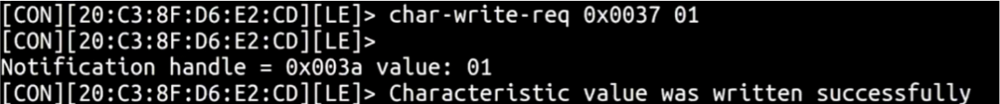 [CON][20:C3:8F:D6:E2:CD][LE]> char-write-req 0x0037 01
[CON][20:C3:8F:D6:E2:CD][LE]>
Notification handle = 0x003a value: 01
[CON][20:C3:8F:D6:E2:CD][LE]> Characteristic value was written successfully